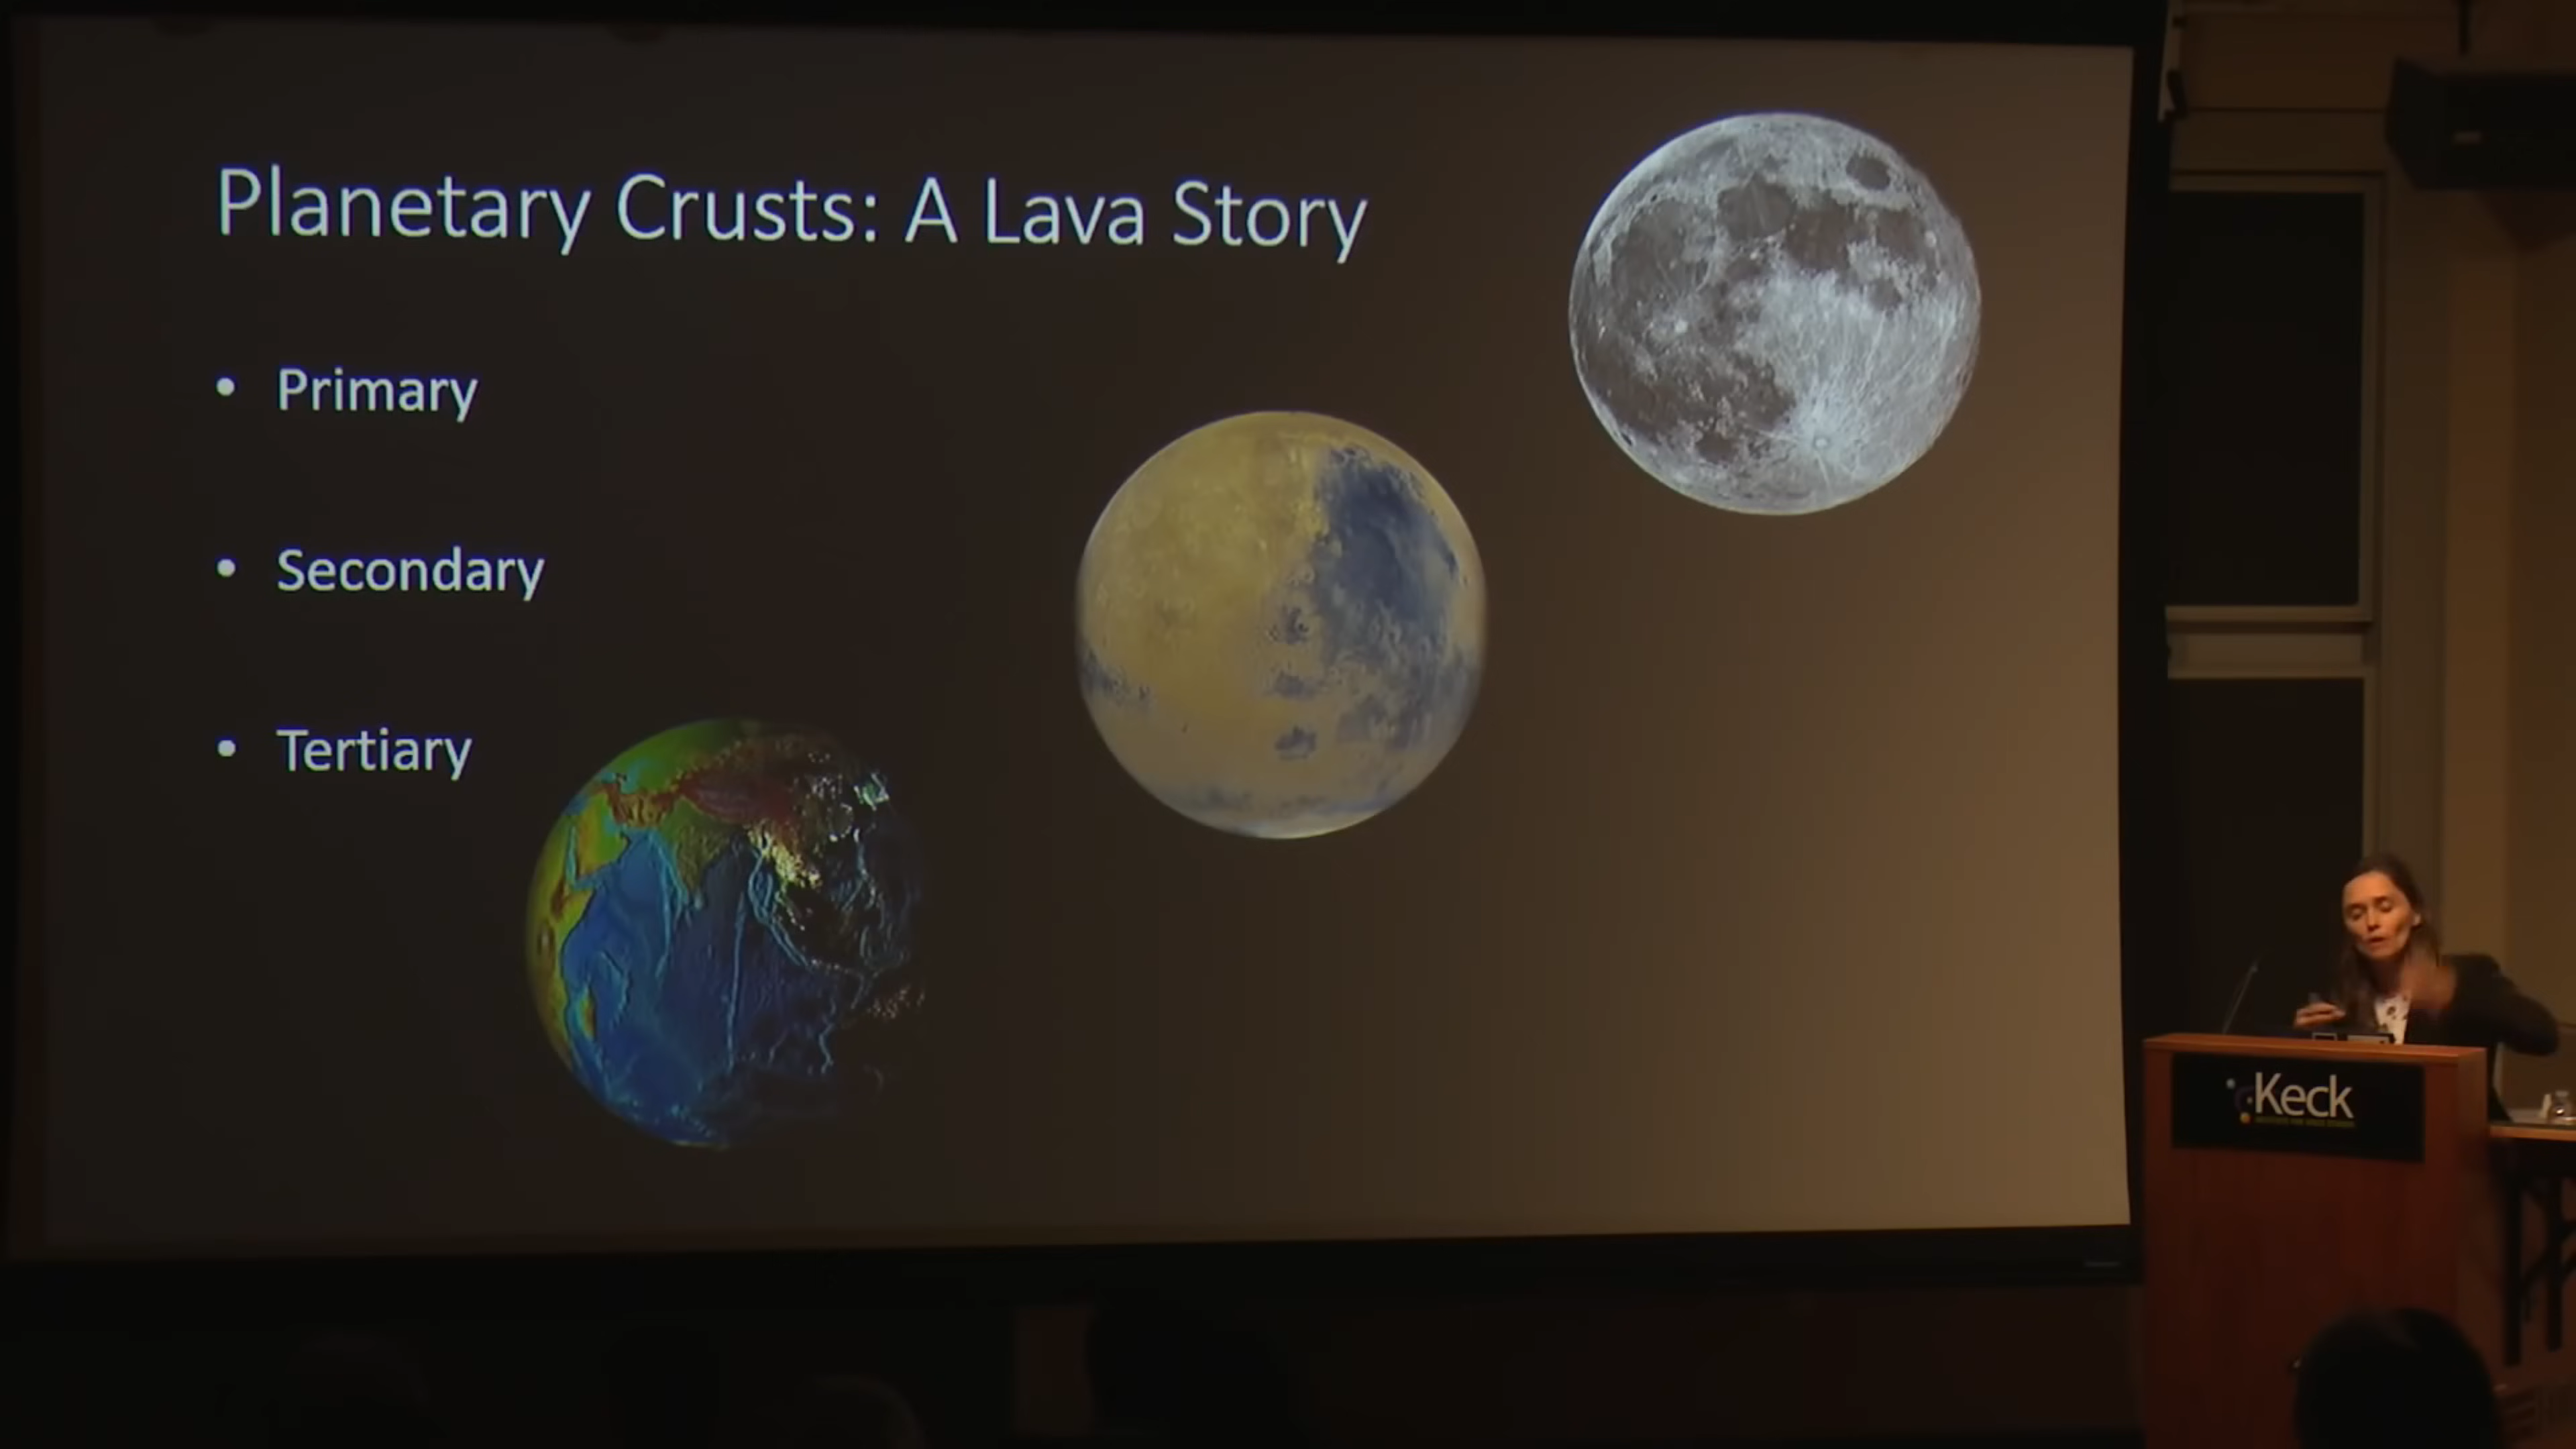 Planetary Crusts: A Lava Story
• Primary
• Secondary
• Tertiary
Keck